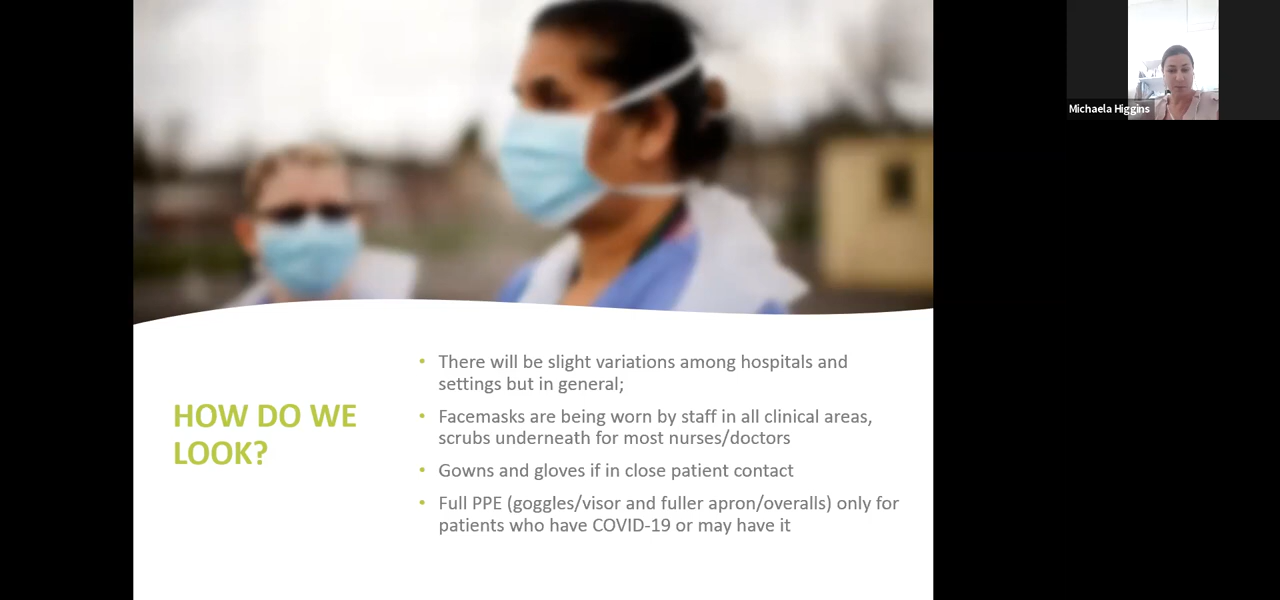 Michaela Higgins
HOW DO WE
LOOK?
• There will be slight variations among hospitals and
settings but in general;
• Facemasks are being worn by staff in all clinical areas,
scrubs underneath for most nurses/doctors
• Gowns and gloves if in close patient contact
• Full PPE (goggles/visor and fuller apron/overalls) only for
patients who have COVID-19 or may have it